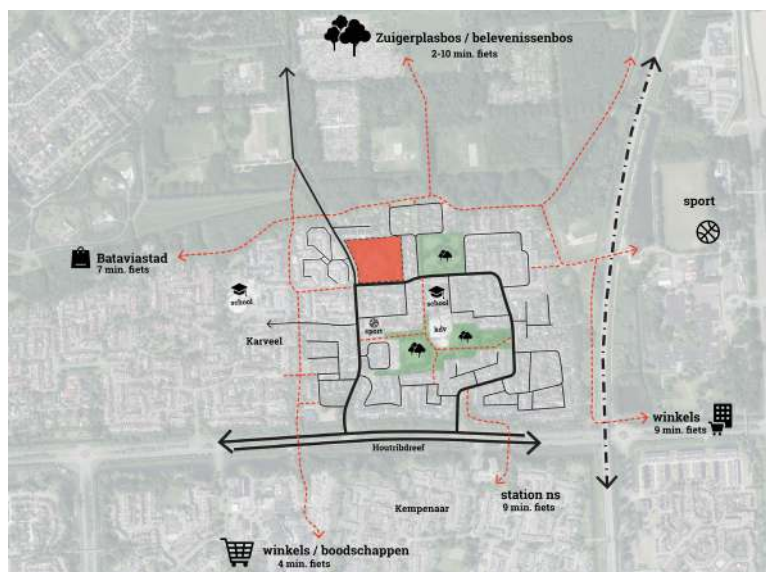 Zuigerplasbos / belevenissenbos
2-10 min. fiets
sport
Bataviastad
7 min. fiets
school
school
sport
kdv
Karveel
winkels
9 min. fiets
Houtribdreef
station ns
9 min. fiets
Kempenaar
winkels / boodschappen
4 min. fiets